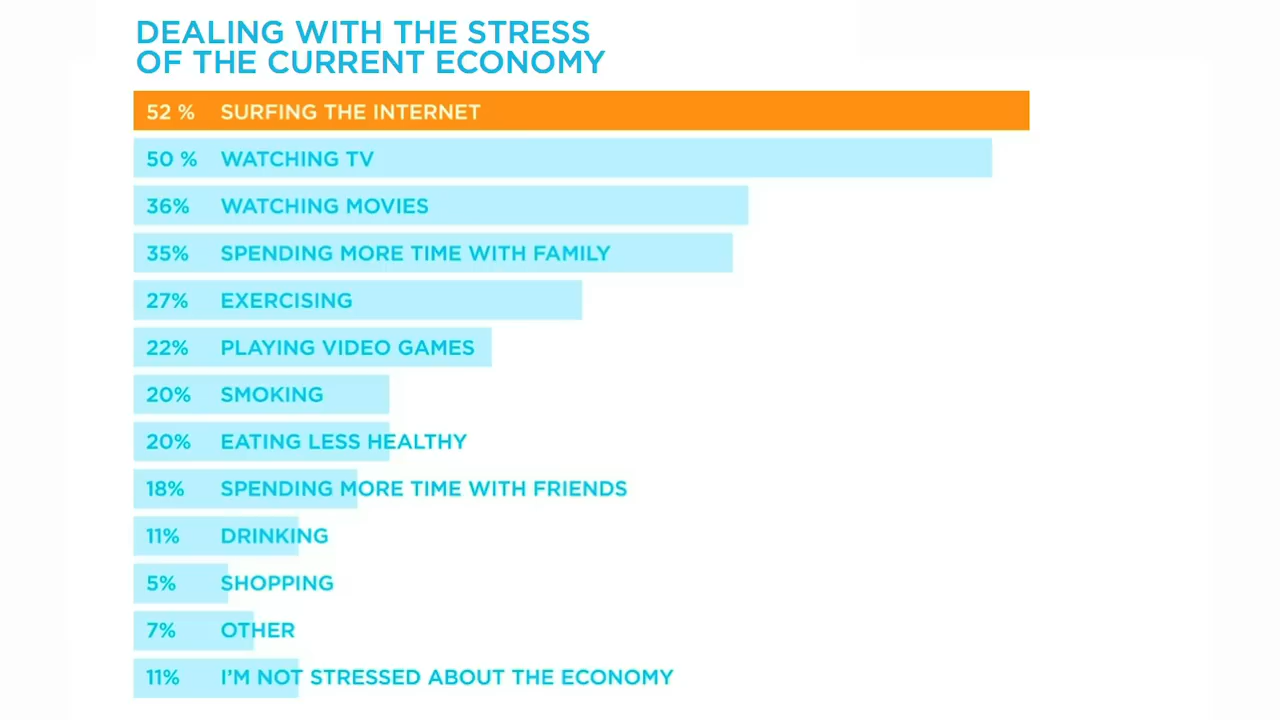 DEALING WITH THE STRESS
OF THE CURRENT ECONOMY
52 % SURFING THE INTERNET
50 % WATCHING TV
36% WATCHING MOVIES
35% SPENDING MORE TIME WITH FAMILY
27% EXERCISING
22% PLAYING VIDEO GAMES
20% SMOKING
20% EATING LESS HEALTHY
18% SPENDING MORE TIME WITH FRIENDS
11% DRINKING
5% SHOPPING
7% OTHER
11% I’M NOT STRESSED ABOUT THE ECONOMY